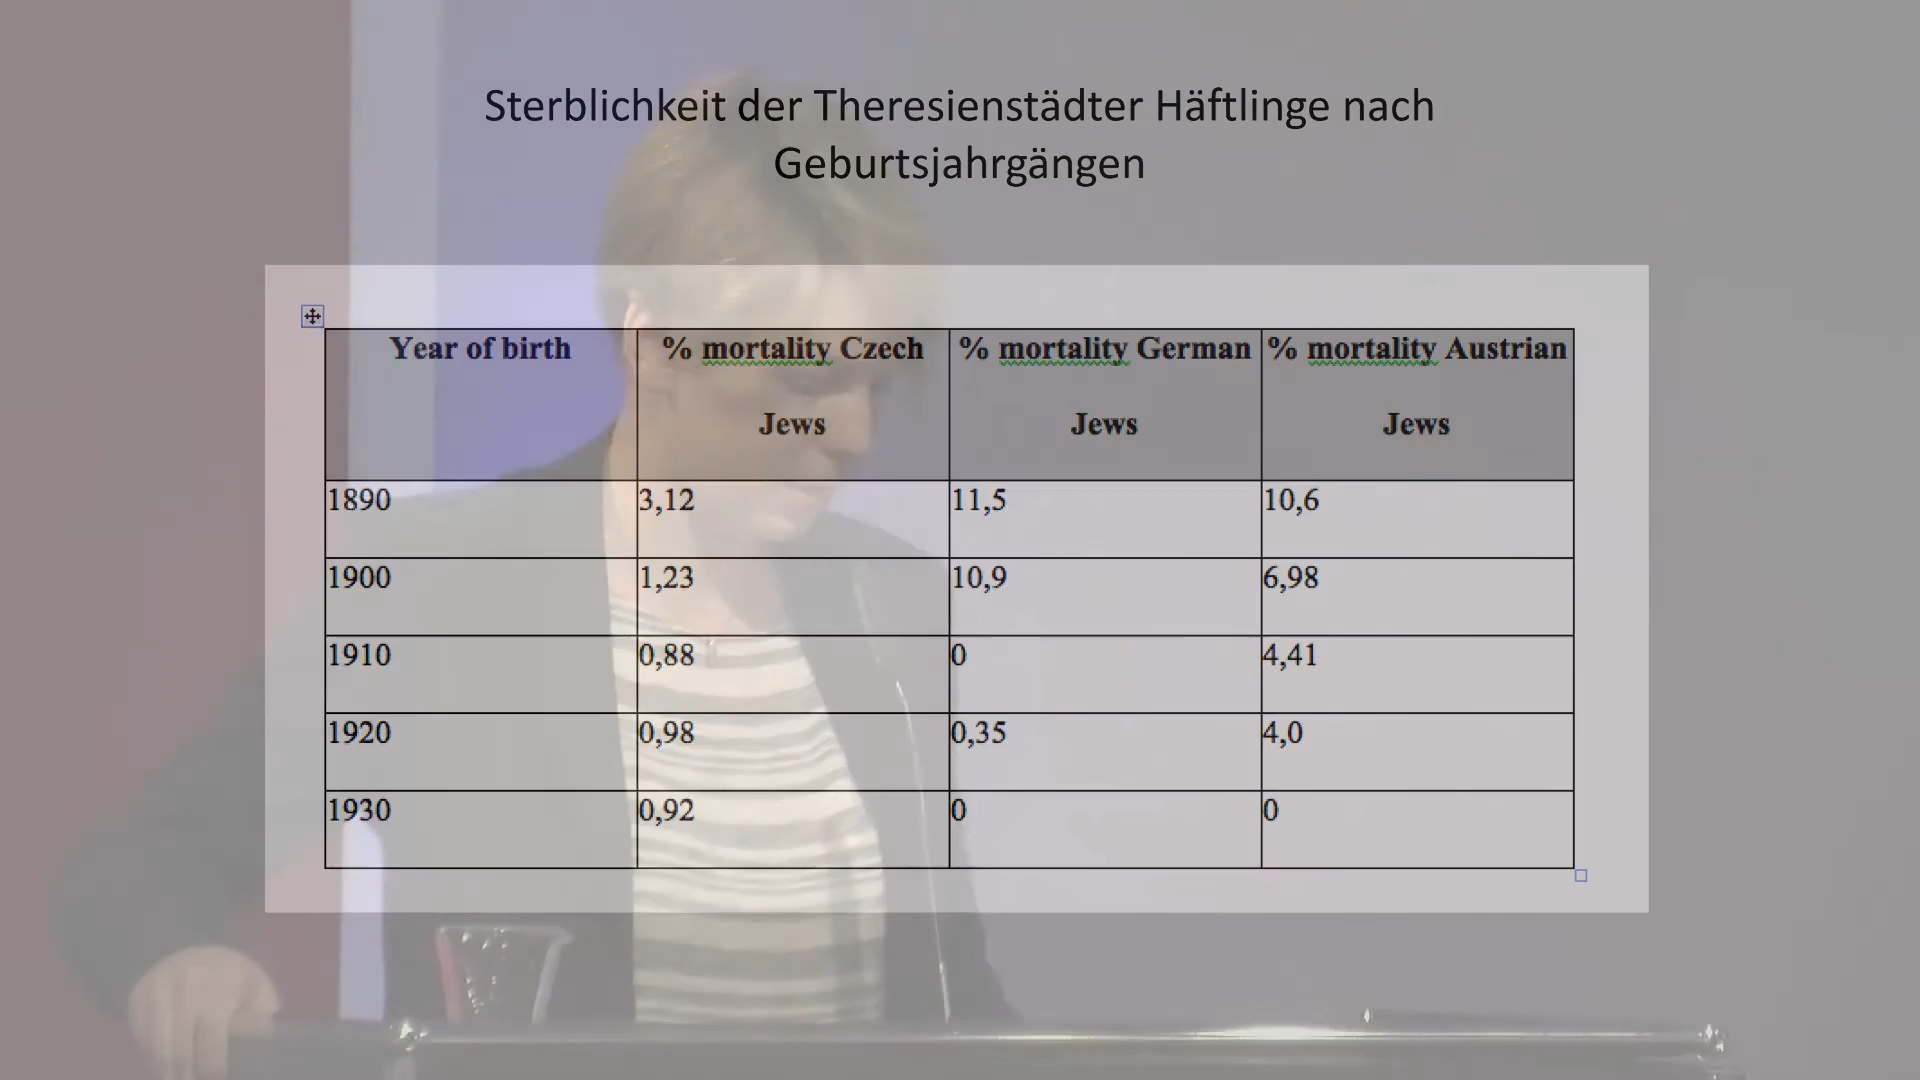 Sterblichkeit der Theresienstädter Häftlinge nach
Geburtsjahrgängen
Year of birth % mortality Czech Jews % mortality German Jews % mortality Austrian Jews
1890 3,12 11,5 10,6
1900 1,23 10,9 6,98
1910 0,88 0 4,41
1920 0,98 0,35 4,0
1930 0,92 0 0